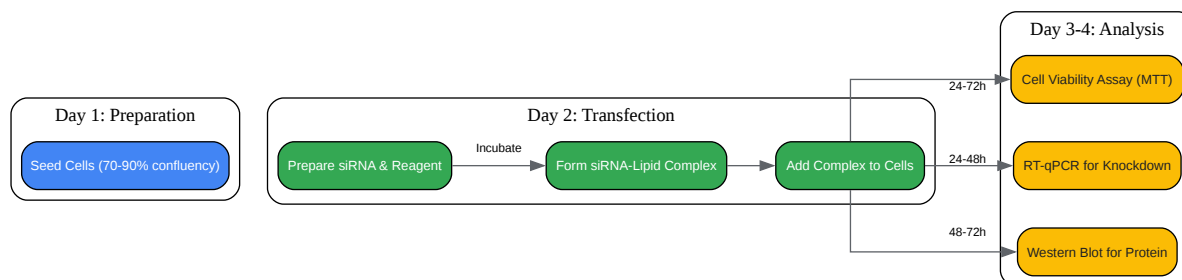 Day 1: Preparation
Seed Cells (70-90% confluency)
Day 2: Transfection
Prepare siRNA & Reagent
Incubate
Form siRNA-Lipid Complex
Add Complex to Cells
24-72h
24-48h
48-72h
Day 3-4: Analysis
Cell Viability Assay (MTT)
RT-qPCR for Knockdown
Western Blot for Protein